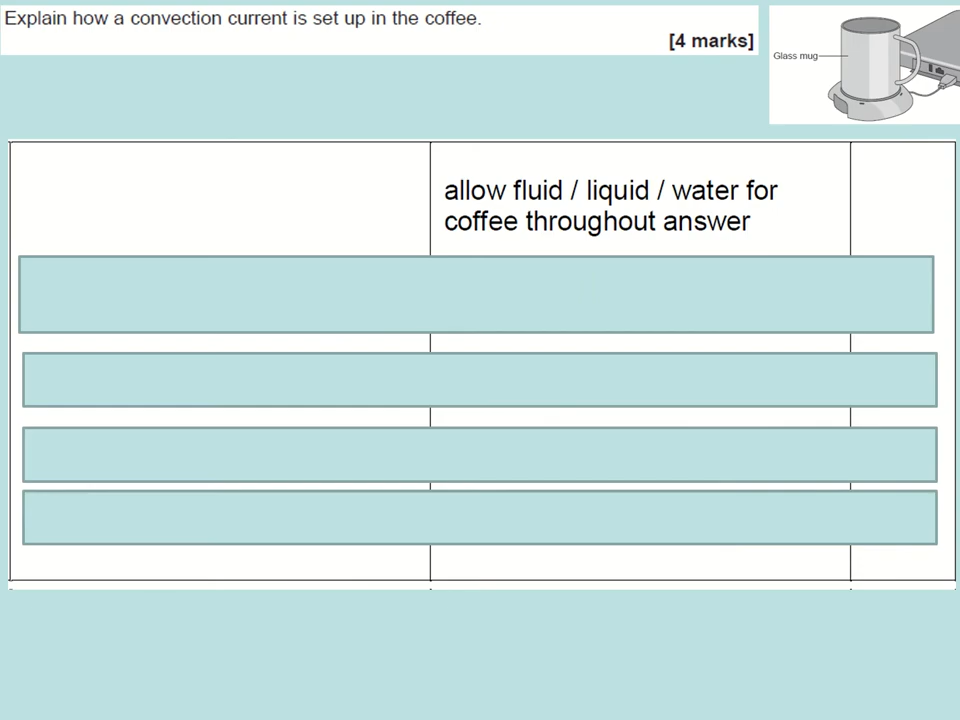 Explain how a convection current is set up in the coffee.
[4 marks]
Glass mug
allow fluid / liquid / water for
coffee throughout answer